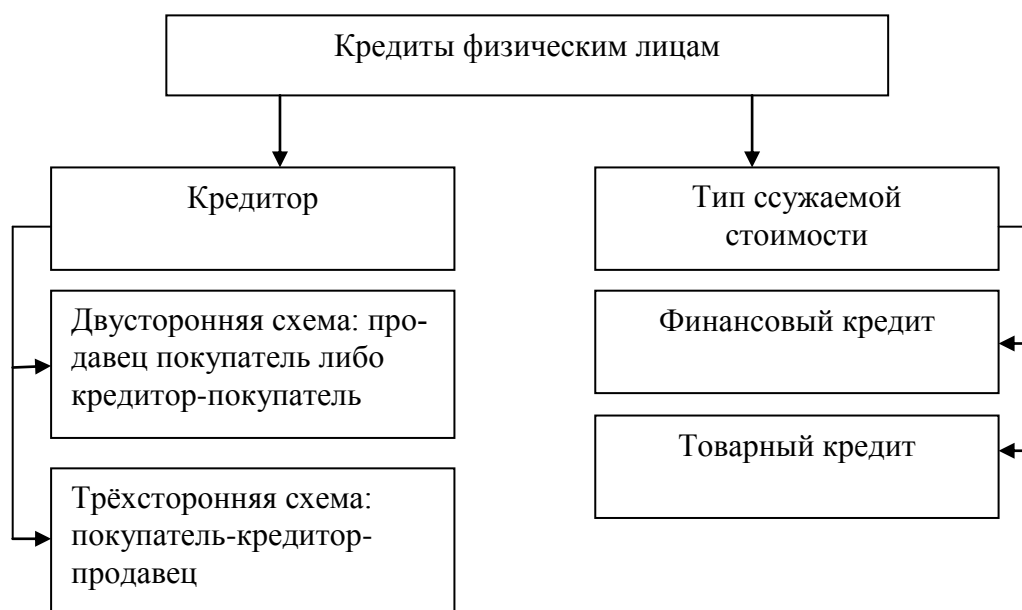 Кредиты физическим лицам
Кредитор
Тип ссужаемой
стоимости
Двусторонняя схема: про-
давец покупатель либо
кредитор-покупатель
Финансовый кредит
Товарный кредит
Трёхсторонняя схема:
покупатель-кредитор-
продавец